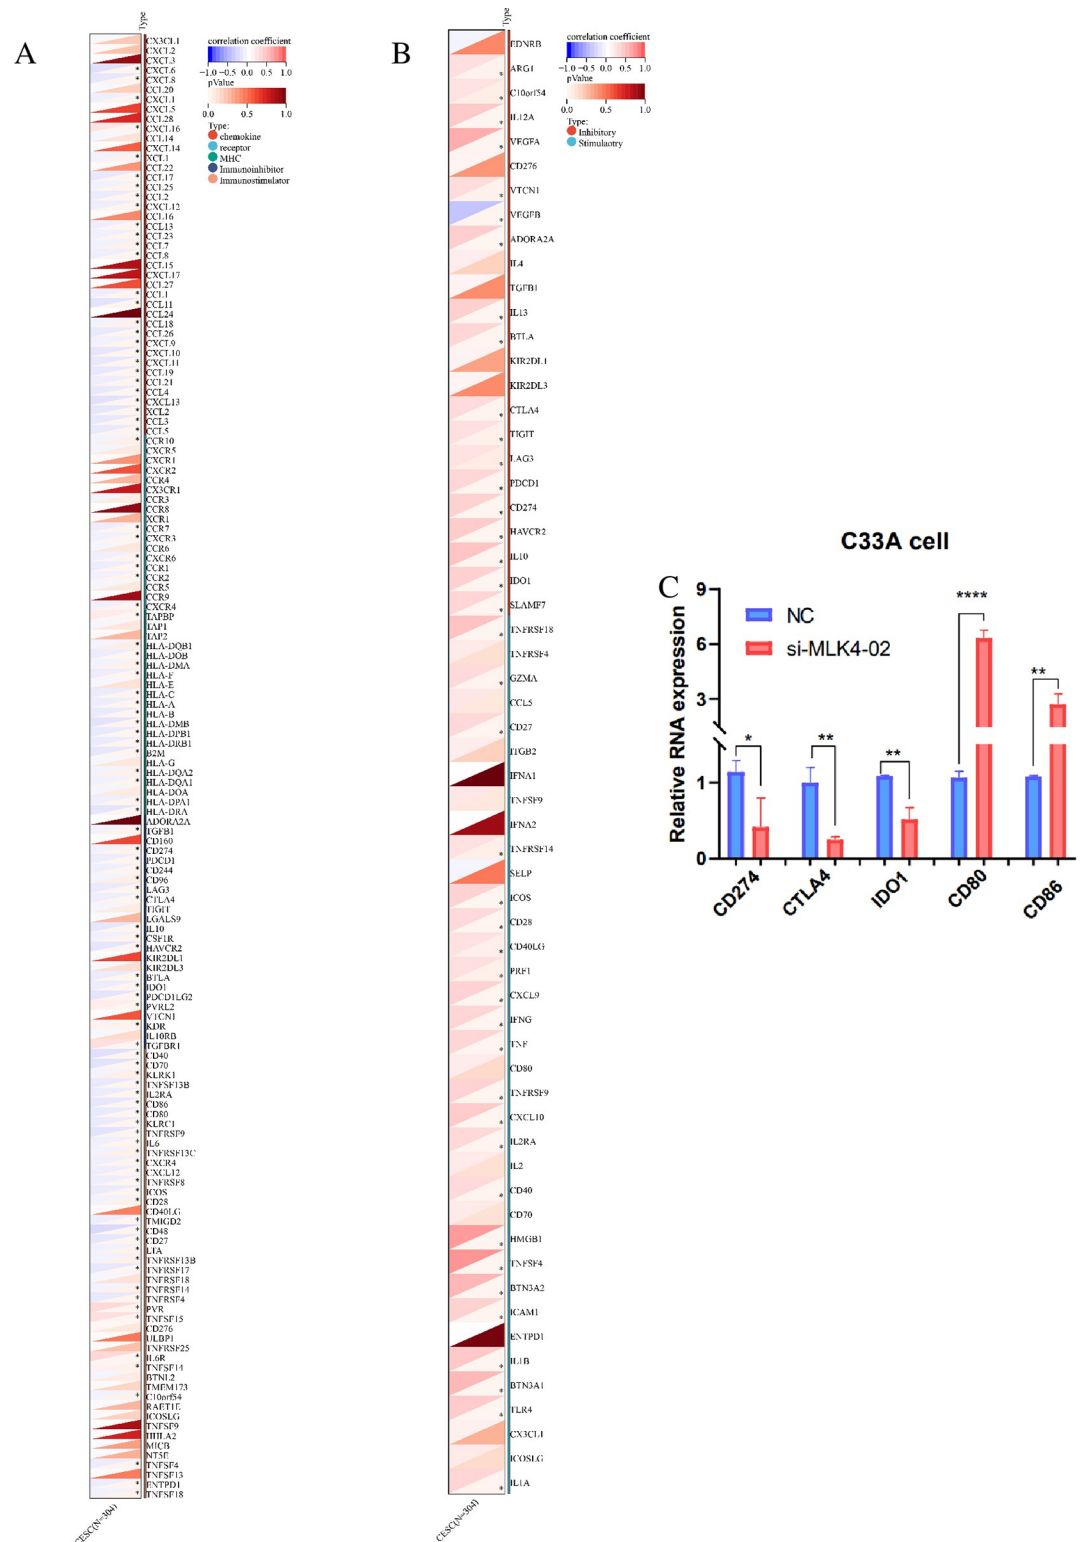 A
Type
CX3CL1
CXCL2
CXCL3
CXCL6
CXCL8
CCL20
CXCL1
CXCL5
CCL28
CXCL16
CCL14
CXCL14
XCL1
CCL22
CCL17
CCL25
CCL2
CXCL12
CCL16
CCL13
CCL23
CCL7
CCL8
CCL15
CXCL17
CCL27
CCL1
CCL11
CCL24
CCL18
CCL26
CXCL9
CXCL10
CXCL11
CCL19
CCL21
CCL4
CXCL13
XCL2
CCL3
CCL5
CCR10
CXCR5
CXCR1
CXCR2
CCR4
CX3CR1
CCR3
CCR8
XCR1
CCR7
CXCR3
CCR6
CXCR6
CCR1
CCR2
CCR5
CCR9
CXCR4
TAPBP
TAP1
TAP2
HLA-DQB1
HLA-DOB
HLA-DMA
HLA-F
HLA-E
HLA-C
HLA-A
HLA-B
HLA-DMB
HLA-DPB1
HLA-DRB1
B2M
HLA-G
HLA-DQA2
HLA-DQA1
HLA-DOA
HLA-DPA1
HLA-DRA
ADORA2A
TGFB1
CD160
CD274
PDCD1
CD244
CD96
LAG3
CTLA4
TIGIT
LGALS9
IL10
CSF1R
HAVCR2
KIR2DL1
KIR2DL3
BTLA
IDO1
PDCD1LG2
PVRL2
VTCN1
KDR
IL10RB
TGFBR1
CD40
CD70
KLRK1
TNFSF13B
IL2RA
CD86
CD80
KLRC1
TNFRSF9
IL6
TNFRSF13C
CXCR4
CXCL12
TNFRSF8
ICOS
CD28
CD40LG
TMIGD2
CD48
CD27
LTA
TNFRSF13B
TNFRSF17
TNFRSF18
TNFRSF14
TNFRSF4
PVR
TNFSF15
CD276
ULBP1
TNFRSF25
IL6R
TNFSF14
BTNL2
TMEM173
C10orf54
RAET1E
ICOSLG
TNFSF9
HHLA2
MICB
NT5E
TNFSF4
TNFSF13
ENTPD1
TNFSF18
CESC(N=304)
correlation coefficient
-1.0 -0.5 0.0 0.5 1.0
pValue
0.0 0.5 1.0
Type:
chemokine
receptor
MHC
Immunoinhibitor
Immunostimulator
B
Type
EDNRB
ARG1
C10orf54
IL12A
VEGFA
CD276
VTCN1
VEGFB
ADORA2A
IL4
TGFB1
IL13
BTLA
KIR2DL1
KIR2DL3
CTLA4
TIGIT
LAG3
PDCD1
CD274
HAVCR2
IL10
IDO1
SLAMF7
TNFRSF18
TNFRSF4
GZMA
CCL5
CD27
ITGB2
IFNA1
TNFSF9
IFNA2
TNFRSF14
SELP
ICOS
CD28
CD40LG
PRF1
CXCL9
IFNG
TNF
CD80
TNFRSF9
CXCL10
IL2RA
IL2
CD40
CD70
HMGB1
TNFSF4
BTN3A2
ICAM1
ENTPD1
IL1B
BTN3A1
TLR4
CX3CL1
ICOSLG
IL1A
CESC(N=304)
correlation coefficient
-1.0 -0.5 0.0 0.5 1.0
pValue
0.0 0.5 1.0
Type:
Inhibitory
Stimulaotry
C
C33A cell
Relative RNA expression
9
6
3
1
0
NC
si-MLK4-02
*
**
**
****
**
CD274
CTLA4
IDO1
CD80
CD86